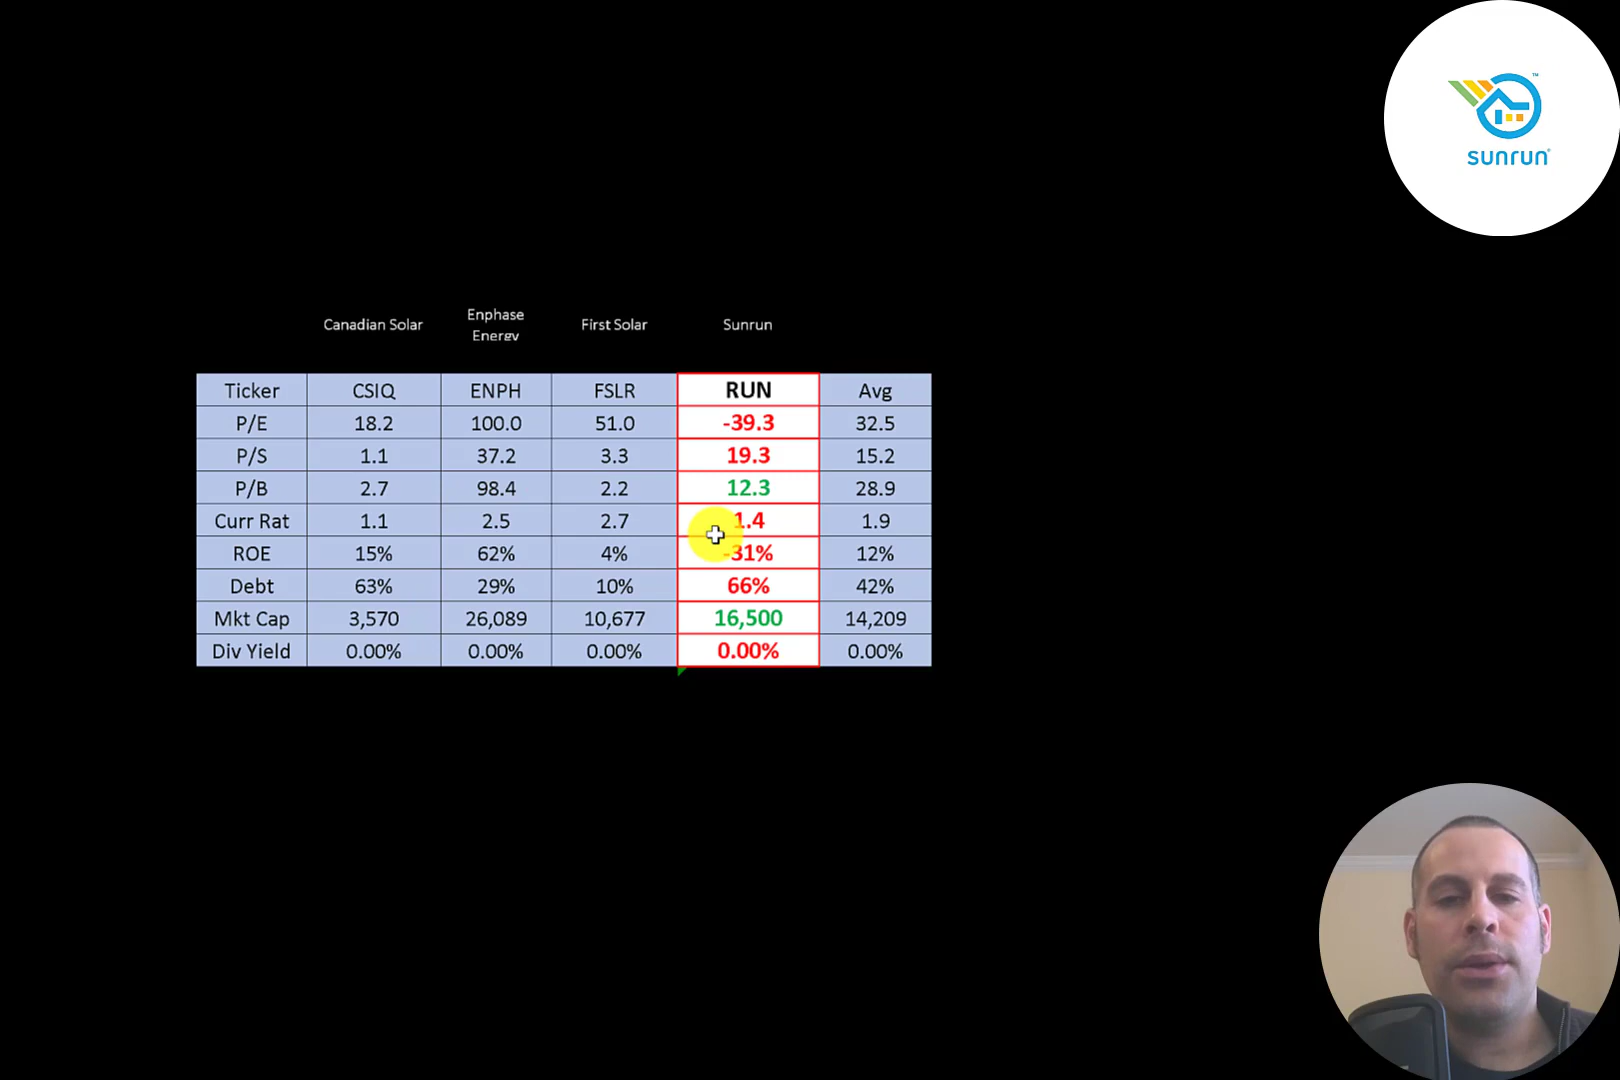 sunrun
Canadian Solar Enphase Energy First Solar Sunrun
Ticker CSIQ ENPH FSLR RUN Avg
P/E 18.2 100.0 51.0 -39.3 32.5
P/S 1.1 37.2 3.3 19.3 15.2
P/B 2.7 98.4 2.2 12.3 28.9
Curr Rat 1.1 2.5 2.7 1.4 1.9
ROE 15% 62% 4% -31% 12%
Debt 63% 29% 10% 66% 42%
Mkt Cap 3,570 26,089 10,677 16,500 14,209
Div Yield 0.00% 0.00% 0.00% 0.00% 0.00%